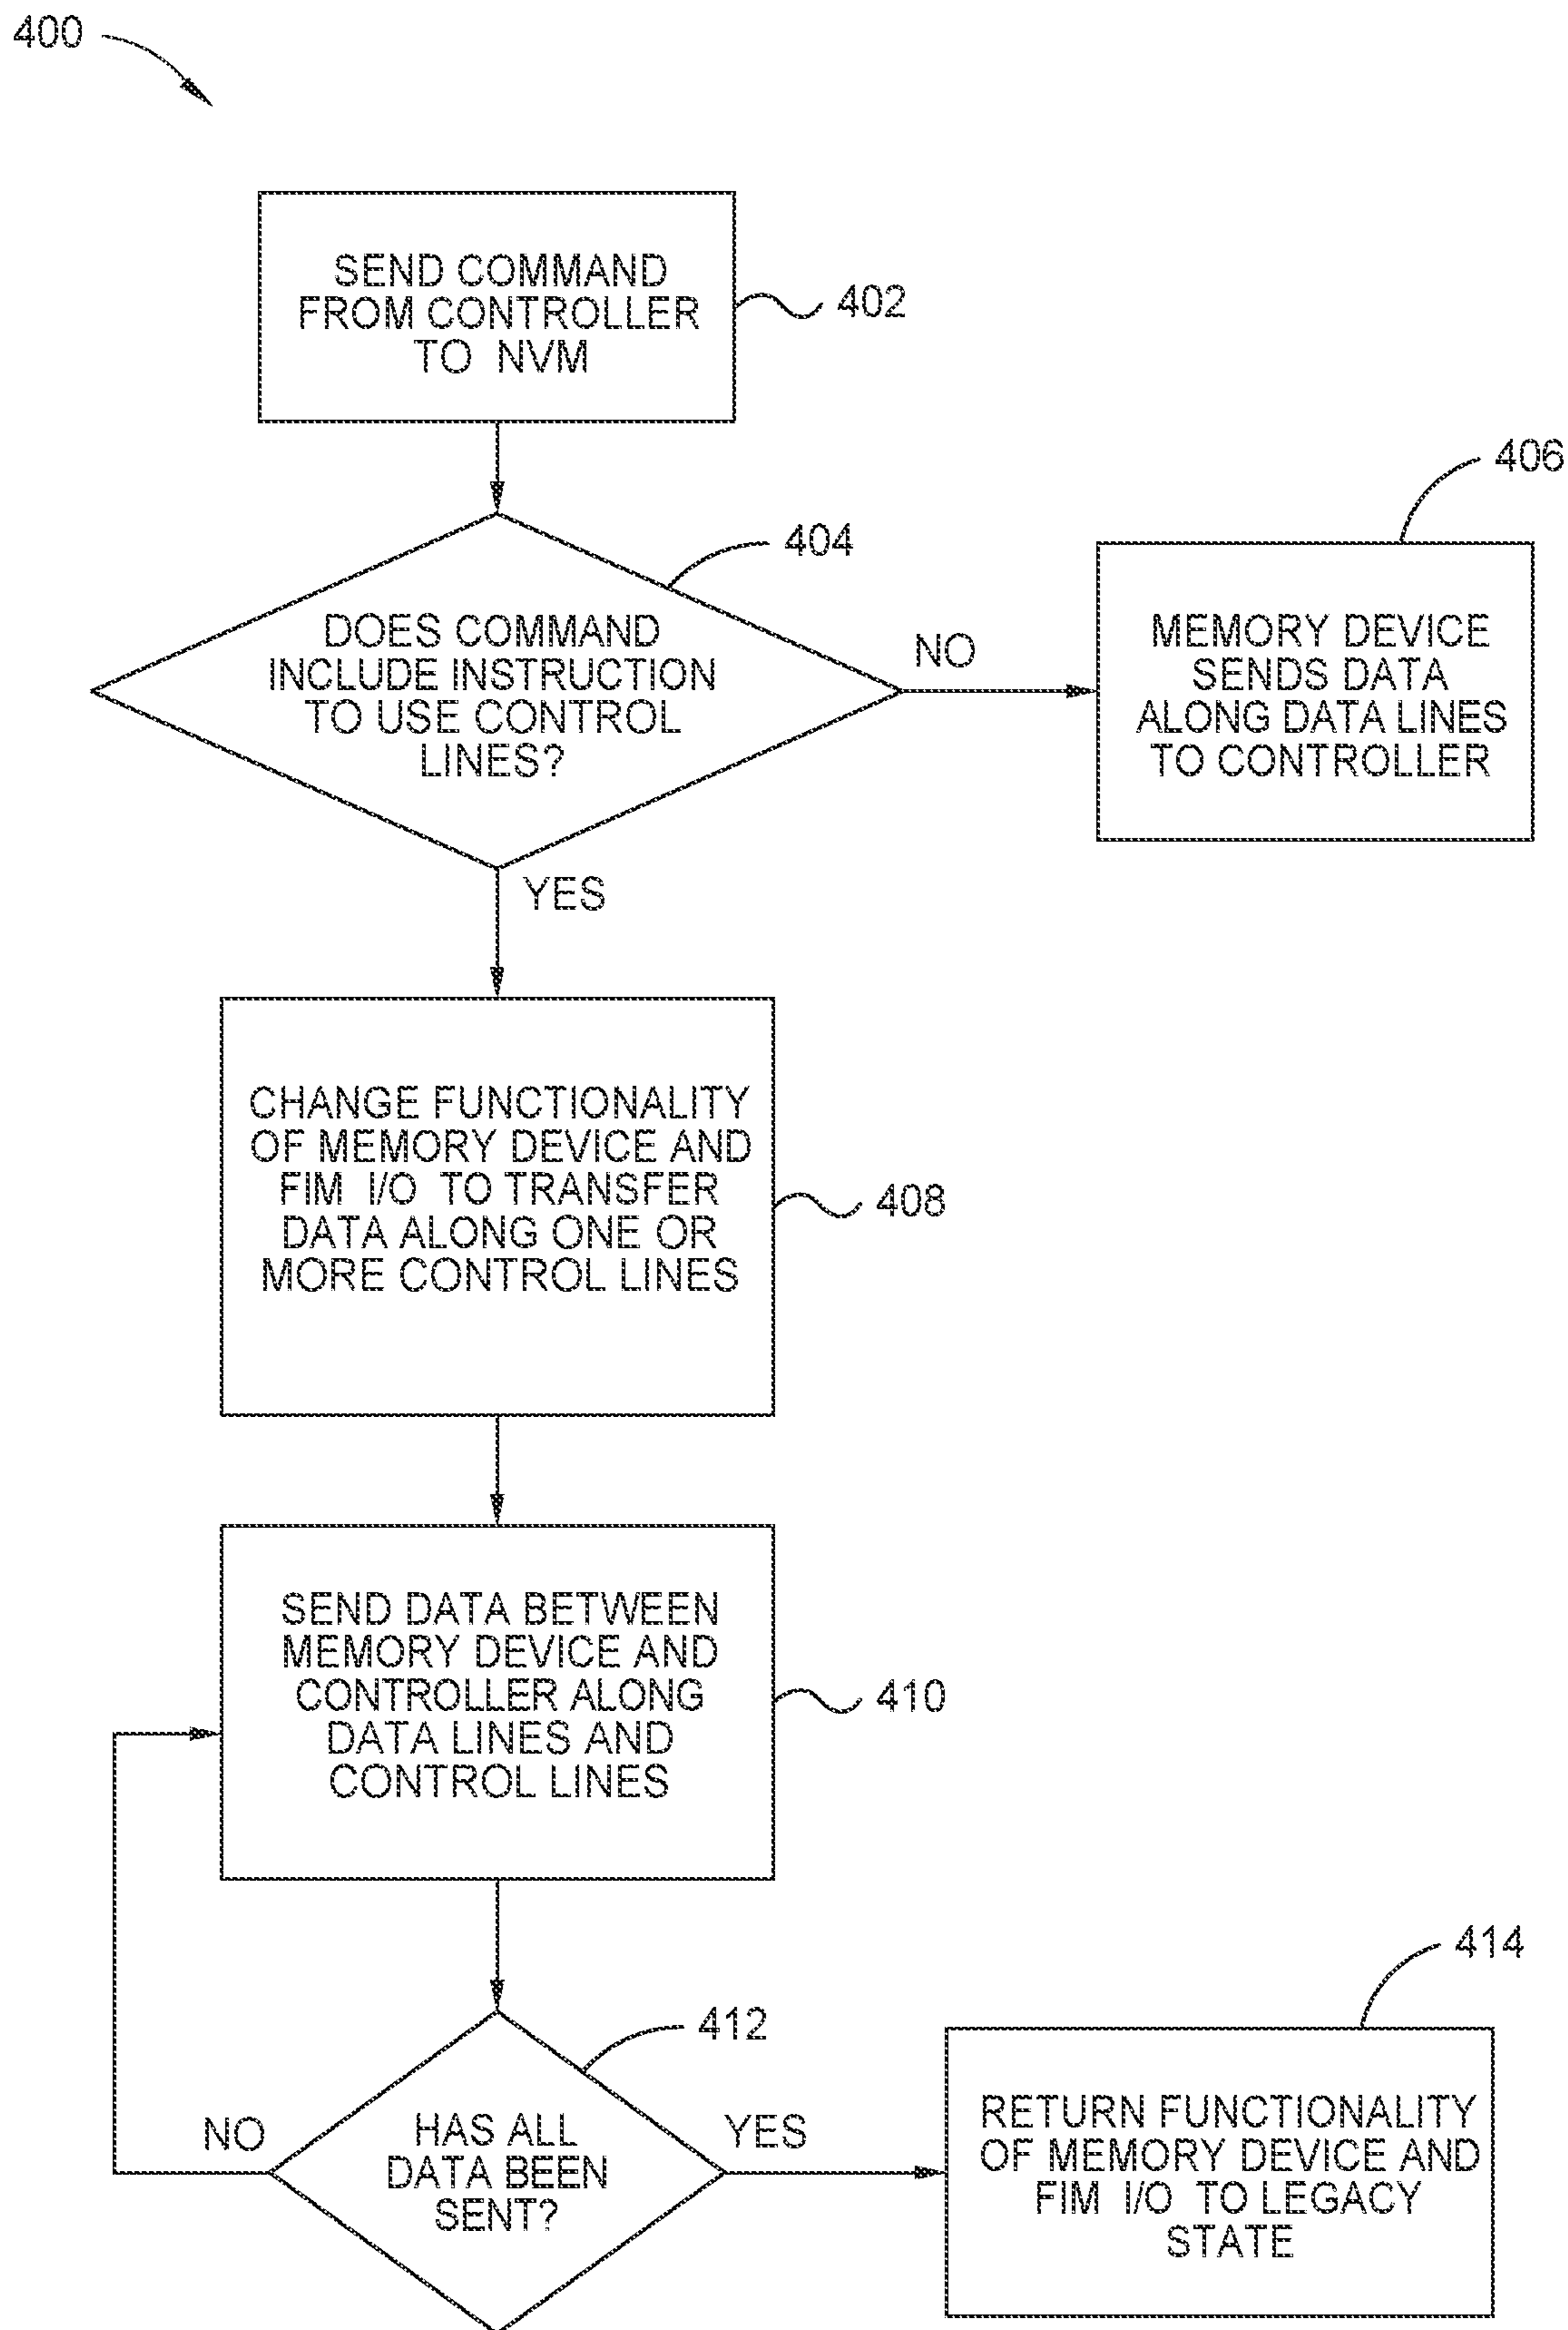 400
SEND COMMAND
FROM CONTROLLER
TO NVM
402
404
DOES COMMAND
INCLUDE INSTRUCTION
TO USE CONTROL
LINES?
NO
406
MEMORY DEVICE
SENDS DATA
ALONG DATA LINES
TO CONTROLLER
YES
CHANGE FUNCTIONALITY
OF MEMORY DEVICE AND
FIM I/O TO TRANSFER
DATA ALONG ONE OR
MORE CONTROL LINES
408
SEND DATA BETWEEN
MEMORY DEVICE AND
CONTROLLER ALONG
DATA LINES AND
CONTROL LINES
410
412
HAS ALL
DATA BEEN
SENT?
NO
YES
414
RETURN FUNCTIONALITY
OF MEMORY DEVICE AND
FIM I/O TO LEGACY
STATE